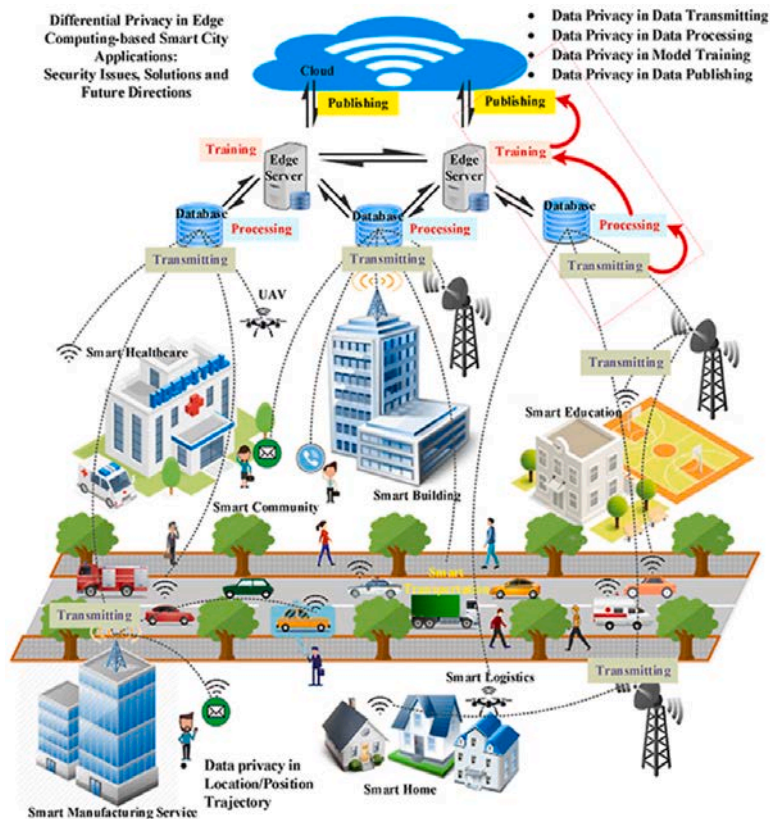 Differential Privacy in Edge
Computing-based Smart City
Applications:
Security Issues, Solutions and
Future Directions
• Data Privacy in Data Transmitting
• Data Privacy in Data Processing
• Data Privacy in Model Training
• Data Privacy in Data Publishing
Cloud
Publishing
Publishing
Training
Edge
Server
Edge
Server
Training
Database
Processing
Database
Processing
Database
Processing
Transmitting
Transmitting
Transmitting
UAV
Smart Healthcare
Transmitting
Smart Education
Smart Building
Smart Community
Smart
Transportation
Transmitting
Smart Logistics
Transmitting
Data privacy in
Location/Position
Trajectory
Smart Home
Smart Manufacturing Service